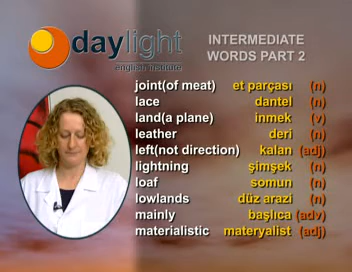 daylight
english institute
INTERMEDIATE
WORDS PART 2
joint(of meat) et parçası (n)
lace dantel (n)
land(a plane) inmek (v)
leather deri (n)
left(not direction) kalan (adj)
lightning şimşek (n)
loaf somun (n)
lowlands düz arazi (n)
mainly başlıca (adv)
materialistic materyalist (adj)